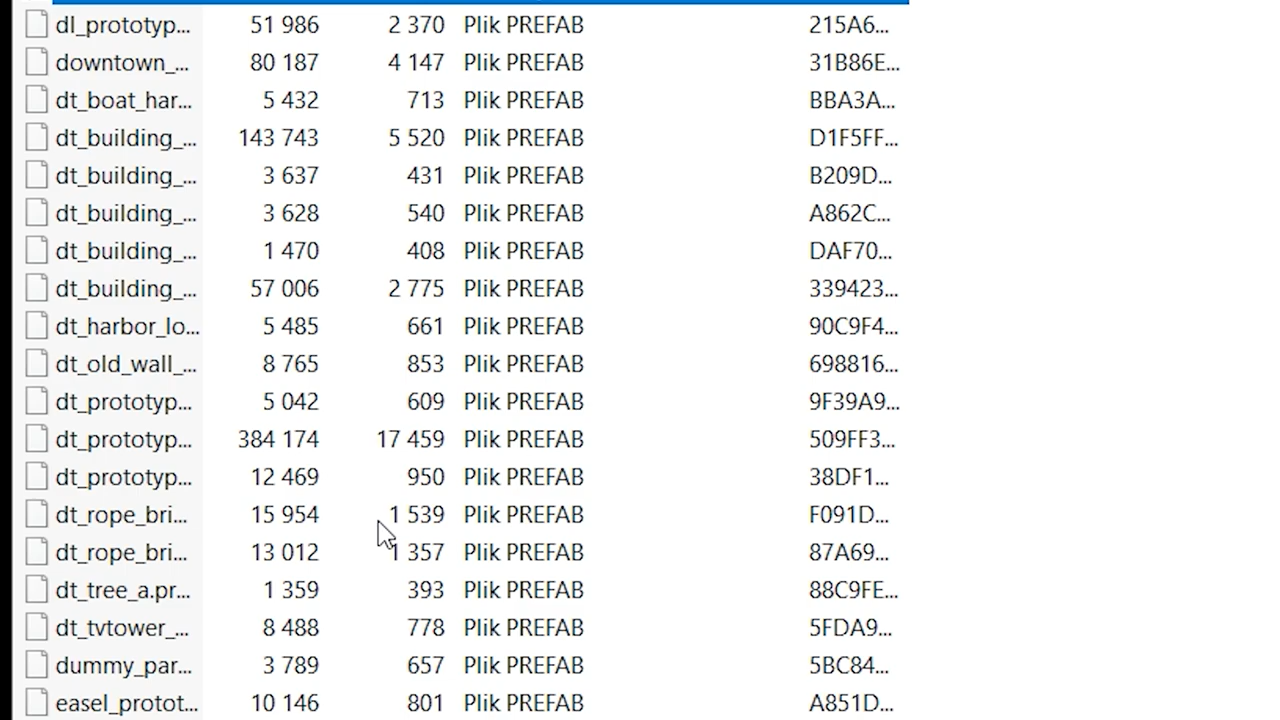 dl_prototyp... 51 986 2 370 Plik PREFAB 215A6...
downtown_... 80 187 4 147 Plik PREFAB 31B86E...
dt_boat_har... 5 432 713 Plik PREFAB BBA3A...
dt_building_... 143 743 5 520 Plik PREFAB D1F5FF...
dt_building_... 3 637 431 Plik PREFAB B209D...
dt_building_... 3 628 540 Plik PREFAB A862C...
dt_building_... 1 470 408 Plik PREFAB DAF70...
dt_building_... 57 006 2 775 Plik PREFAB 339423...
dt_harbor_lo... 5 485 661 Plik PREFAB 90C9F4...
dt_old_wall_... 8 765 853 Plik PREFAB 698816...
dt_prototyp... 5 042 609 Plik PREFAB 9F39A9...
dt_prototyp... 384 174 17 459 Plik PREFAB 509FF3...
dt_prototyp... 12 469 950 Plik PREFAB 38DF1...
dt_rope_bri... 15 954 1 539 Plik PREFAB F091D...
dt_rope_bri... 13 012 1 357 Plik PREFAB 87A69...
dt_tree_a.pr... 1 359 393 Plik PREFAB 88C9FE...
dt_tvtower_... 8 488 778 Plik PREFAB 5FDA9...
dummy_par... 3 789 657 Plik PREFAB 5BC84...
easel_protot... 10 146 801 Plik PREFAB A851D...